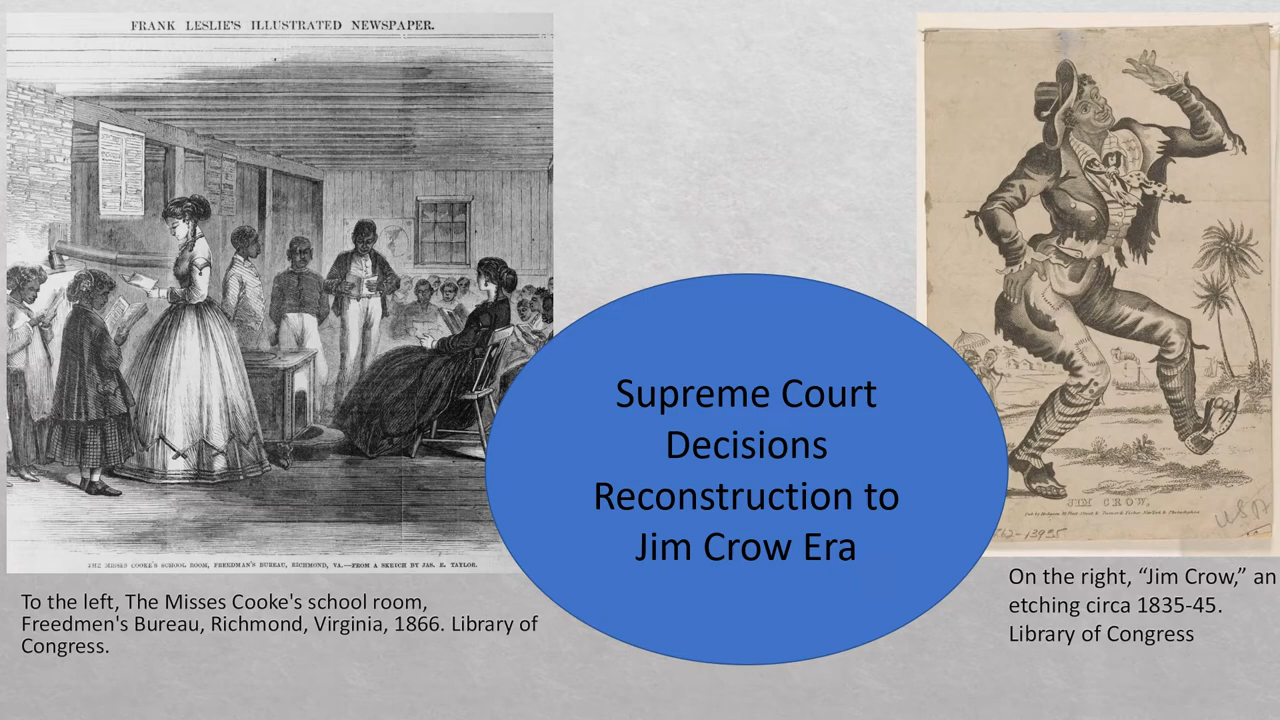 FRANK LESLIE'S ILLUSTRATED NEWSPAPER.
THE MISSES COOKE'S SCHOOL ROOM, FREEDMAN'S BUREAU, RICHMOND, VA.—FROM A SKETCH BY JAS. E. TAYLOR.
To the left, The Misses Cooke's school room,
Freedmen's Bureau, Richmond, Virginia, 1866. Library of
Congress.
Supreme Court
Decisions
Reconstruction to
Jim Crow Era
JIM CROW.
USA
On the right, “Jim Crow,” an
etching circa 1835-45.
Library of Congress